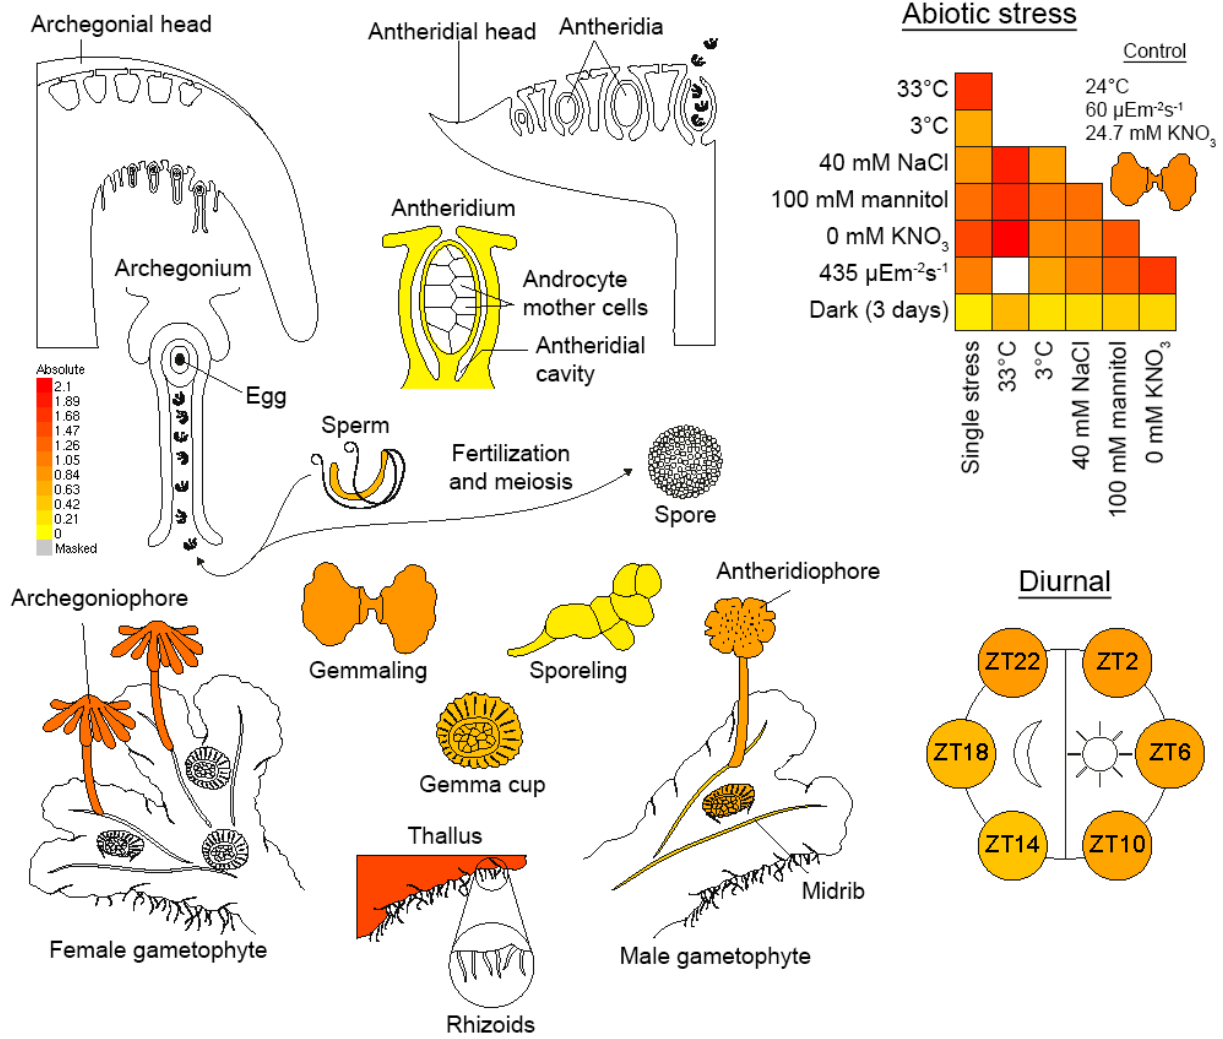 Archegonial head
Antheridial head
Antheridia
Abiotic stress
Control
24°C
60 µEm⁻²s⁻¹
24.7 mM KNO₃
33°C
3°C
40 mM NaCl
100 mM mannitol
0 mM KNO₃
435 µEm⁻²s⁻¹
Dark (3 days)
Single stress
33°C
3°C
40 mM NaCl
100 mM mannitol
0 mM KNO₃
Antheridium
Androcyte
mother cells
Antheridial
cavity
Archegonium
Egg
Absolute
2.1
1.89
1.68
1.47
1.26
1.05
0.84
0.63
0.42
0.21
0
Masked
Sperm
Fertilization
and meiosis
Spore
Archegoniophore
Gemmaling
Sporeling
Antheridiophore
Gemma cup
Thallus
Midrib
Female gametophyte
Male gametophyte
Rhizoids
Diurnal
ZT22
ZT2
ZT18
ZT6
ZT14
ZT10